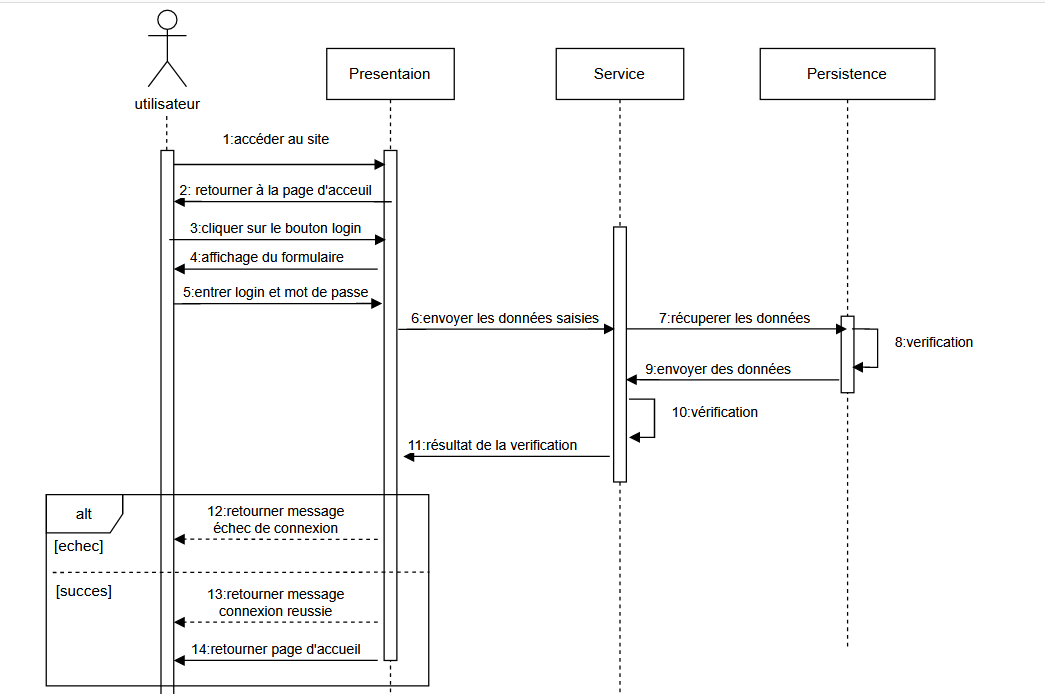 utilisateur
Presentaion
Service
Persistence
1:accéder au site
2: retourner à la page d'acceuil
3:cliquer sur le bouton login
4:affichage du formulaire
5:entrer login et mot de passe
6:envoyer les données saisies
7:récuperer les données
8:verification
9:envoyer des données
10:vérification
11:résultat de la verification
alt
12:retourner message
échec de connexion
[echec]
[succes]
13:retourner message
connexion reussie
14:retourner page d'accueil